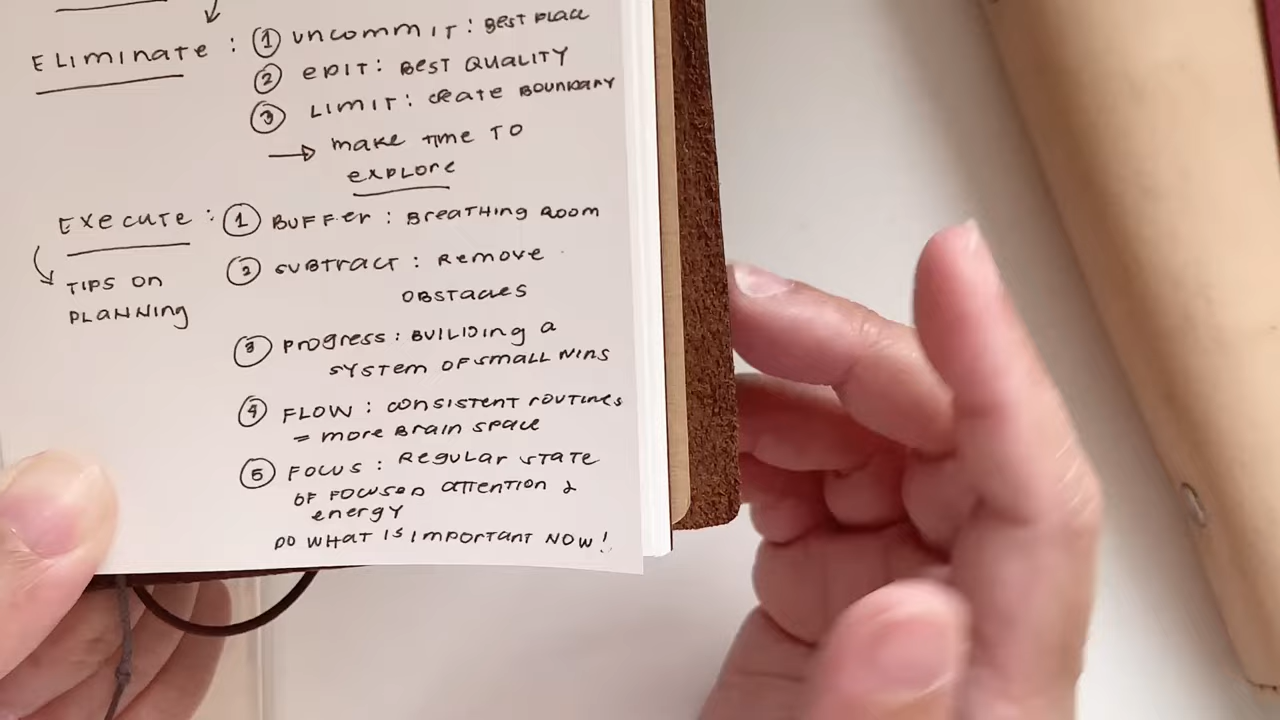 ELIMINATE : ① UNCOMMIT : BEST PLACE
② EDIT : BEST QUALITY
③ LIMIT : CREATE BOUNDARY
→ MAKE TIME TO
EXPLORE
EXECUTE : ① BUFFER : BREATHING ROOM
TIPS ON
PLANNING
② SUBTRACT : REMOVE
OBSTACLES
③ PROGRESS : BUILDING A
SYSTEM OF SMALL WINS
④ FLOW : CONSISTENT ROUTINES
= MORE BRAIN SPACE
⑤ FOCUS : REGULAR STATE
OF FOCUSED ATTENTION &
ENERGY
DO WHAT IS IMPORTANT NOW!